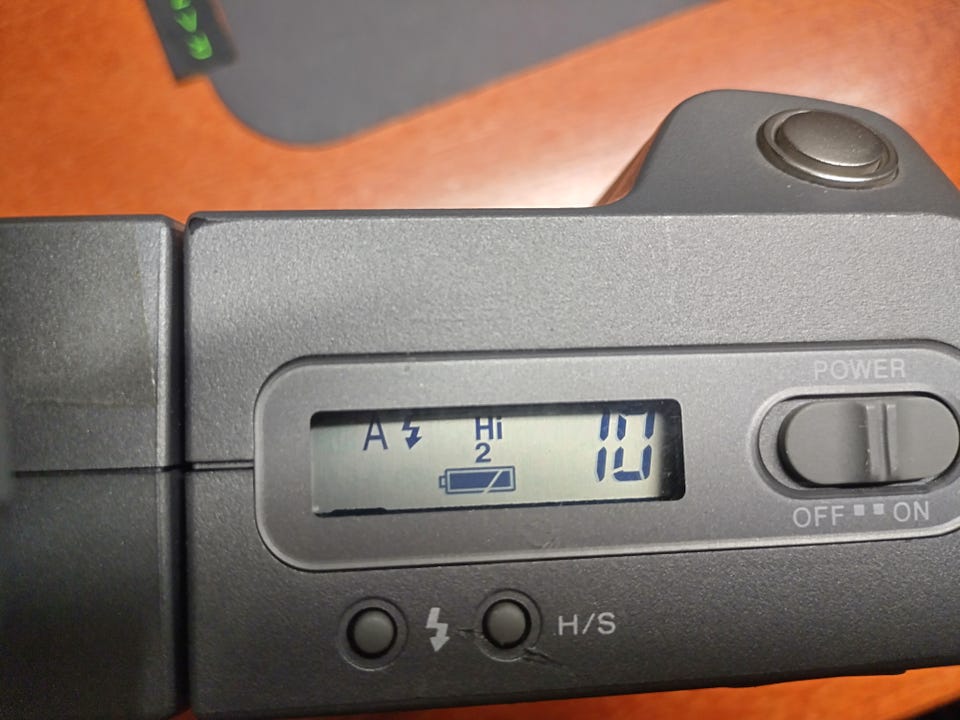 POWER
A Hi 10
2
OFF ON
H/S